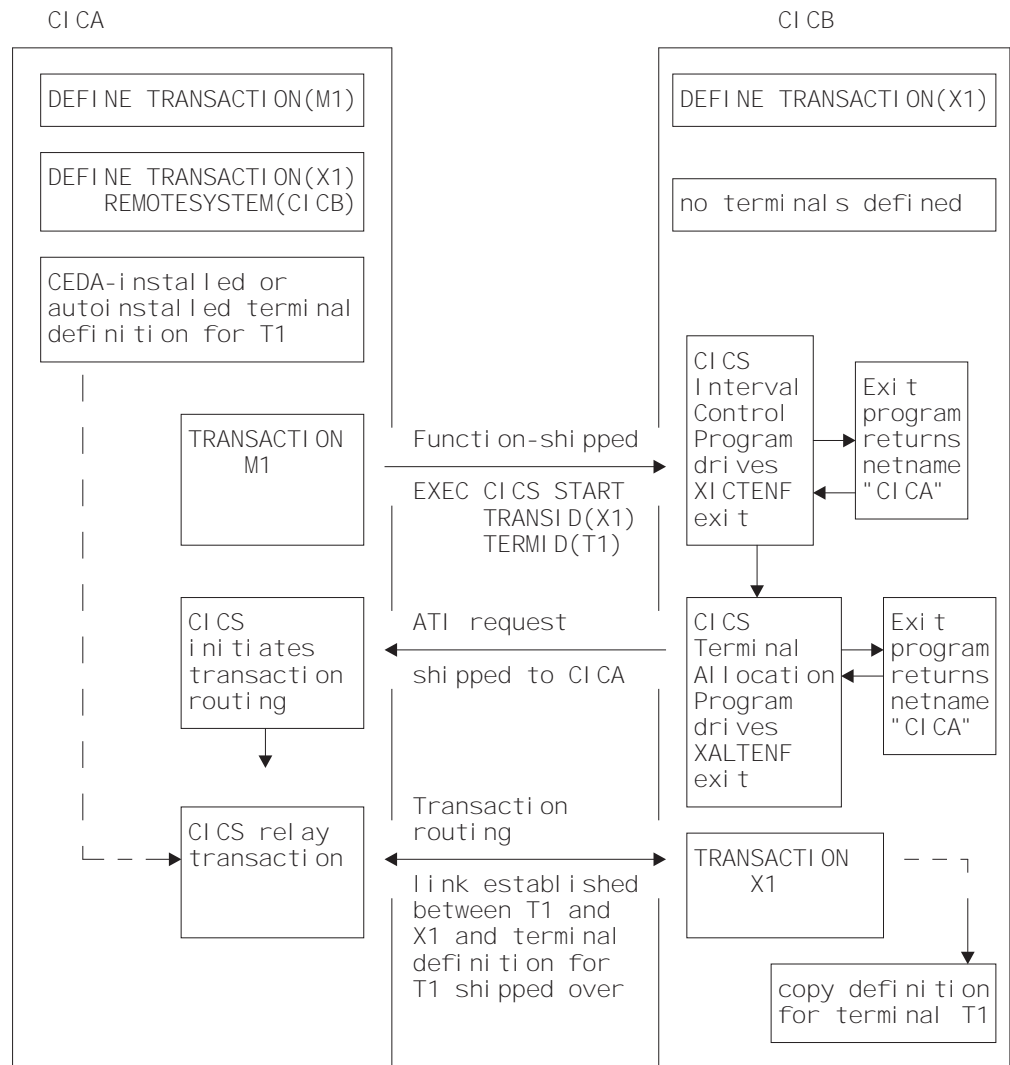 CICA
CICB
DEFINE TRANSACTION(M1)
DEFINE TRANSACTION(X1)
DEFINE TRANSACTION(X1)
REMOTESYSTEM(CICB)
no terminals defined
CEDA-installed or
autoinstalled terminal
definition for T1
TRANSACTION
M1
Function-shipped
EXEC CICS START
TRANSID(X1)
TERMID(T1)
CICS
Interval
Control
Program
drives
XICTENF
exit
Exit
program
returns
netname
"CICA"
CICS
initiates
transaction
routing
ATI request
shipped to CICA
CICS
Terminal
Allocation
Program
drives
XALTENF
exit
Exit
program
returns
netname
"CICA"
CICS relay
transaction
Transaction
routing
link established
between T1 and
X1 and terminal
definition for
T1 shipped over
TRANSACTION
X1
copy definition
for terminal T1